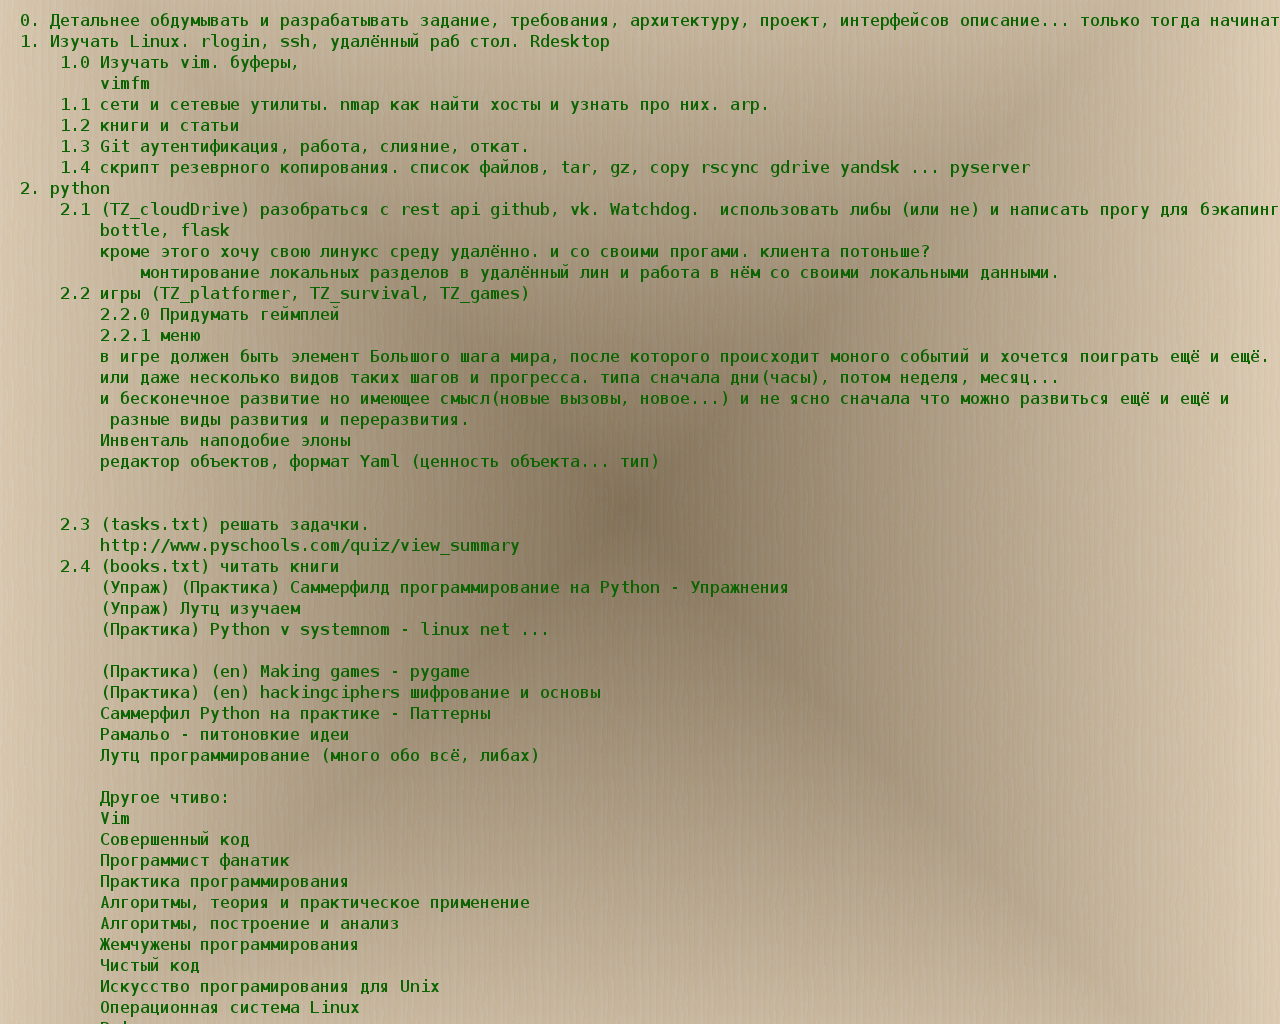 0. Детальнее обдумывать и разрабатывать задание, требования, архитектуру, проект, интерфейсов описание... только тогда начинат
1. Изучать Linux. rlogin, ssh, удалённый раб стол. Rdesktop
1.0 Изучать vim. буферы,
vimfm
1.1 сети и сетевые утилиты. nmap как найти хосты и узнать про них. arp.
1.2 книги и статьи
1.3 Git аутентификация, работа, слияние, откат.
1.4 скрипт резеврного копирования. список файлов, tar, gz, copy rscync gdrive yandsk ... pyserver
2. python
2.1 (TZ_cloudDrive) разобраться с rest api github, vk. Watchdog.  использовать либы (или не) и написать прогу для бэкапинг
bottle, flask
кроме этого хочу свою линукс среду удалённо. и со своими прогами. клиента потоньше?
монтирование локальных разделов в удалённый лин и работа в нём со своими локальными данными.
2.2 игры (TZ_platformer, TZ_survival, TZ_games)
2.2.0 Придумать геймплей
2.2.1 меню
в игре должен быть элемент Большого шага мира, после которого происходит моного событий и хочется поиграть ещё и ещё.
или даже несколько видов таких шагов и прогресса. типа сначала дни(часы), потом неделя, месяц...
и бесконечное развитие но имеющее смысл(новые вызовы, новое...) и не ясно сначала что можно развиться ещё и ещё и
разные виды развития и переразвития.
Инвенталь наподобие элоны
редактор объектов, формат Yaml (ценность объекта... тип)
2.3 (tasks.txt) решать задачки.
http://www.pyschools.com/quiz/view_summary
2.4 (books.txt) читать книги
(Упраж) (Практика) Саммерфилд программирование на Python - Упражнения
(Упраж) Лутц изучаем
(Практика) Python v systemnom - linux net ...
(Практика) (en) Making games - pygame
(Практика) (en) hackingciphers шифрование и основы
Саммерфил Python на практике - Паттерны
Рамальо - питоновкие идеи
Лутц программирование (много обо всё, либах)
Другое чтиво:
Vim
Совершенный код
Программист фанатик
Практика программирования
Алгоритмы, теория и практическое применение
Алгоритмы, построение и анализ
Жемчужены программирования
Чистый код
Искусство програмирования для Unix
Операционная система Linux